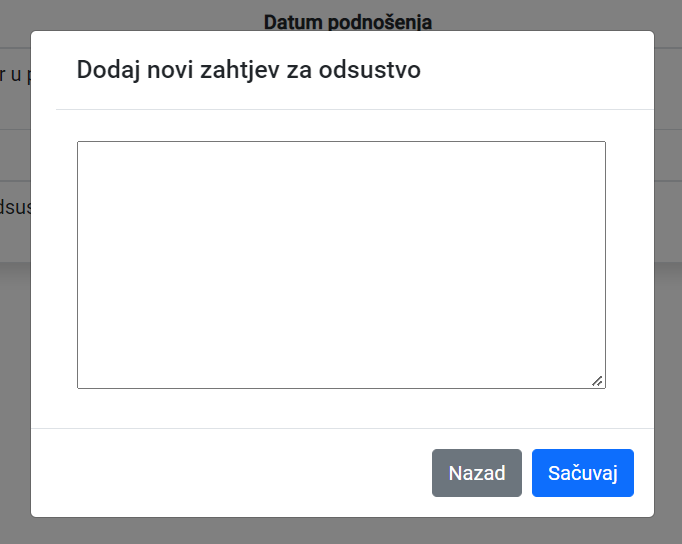 Datum podnošenja
Dodaj novi zahtjev za odsustvo
r u
Nazad Sačuvaj